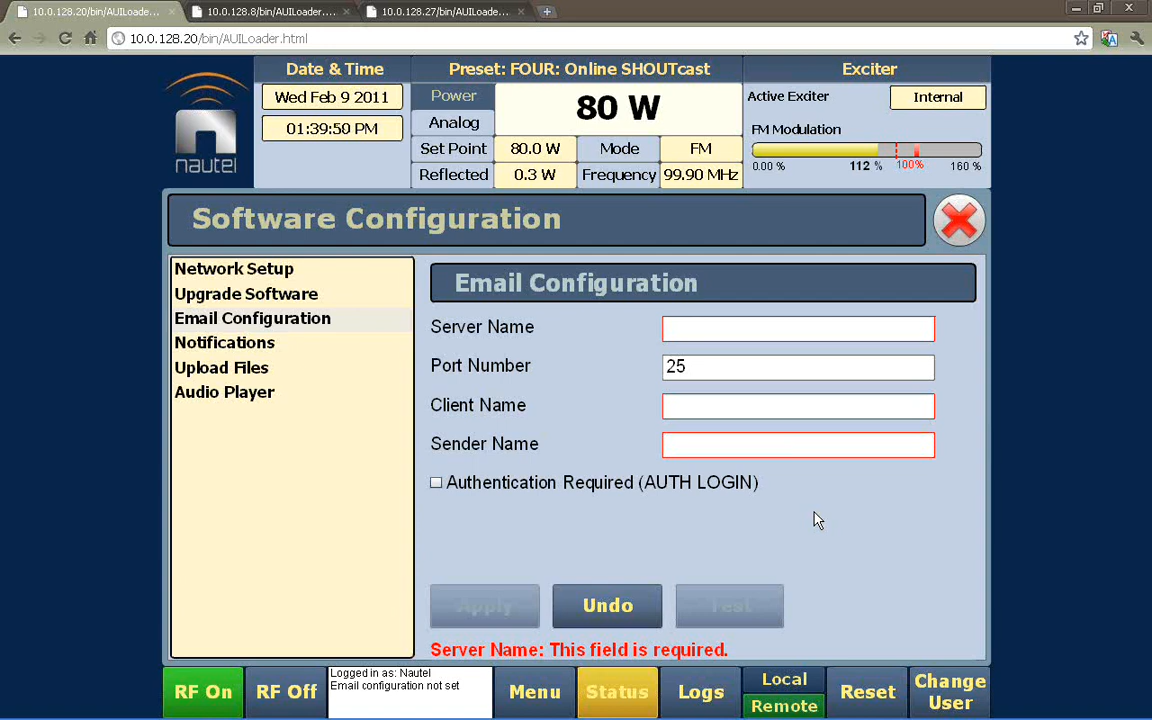 10.0.128.20/bin/AUILoade...
10.0.128.8/bin/AUILoader....
10.0.128.27/bin/AUILoade...
10.0.128.20/bin/AUILoader.html
nautel
Date & Time
Wed Feb 9 2011
01:39:50 PM
Preset: FOUR: Online SHOUTcast
Power
80 W
Analog
Set Point 80.0 W Mode FM
Reflected 0.3 W Frequency 99.90 MHz
Exciter
Active Exciter Internal
FM Modulation
0.00 % 112 % 100% 160 %
Software Configuration
Network Setup
Upgrade Software
Email Configuration
Notifications
Upload Files
Audio Player
Email Configuration
Server Name
Port Number 25
Client Name
Sender Name
Authentication Required (AUTH LOGIN)
Apply Undo Test
Server Name: This field is required.
RF On
RF Off
Logged in as: Nautel
Email configuration not set
Menu
Status
Logs
Local
Remote
Reset
Change
User